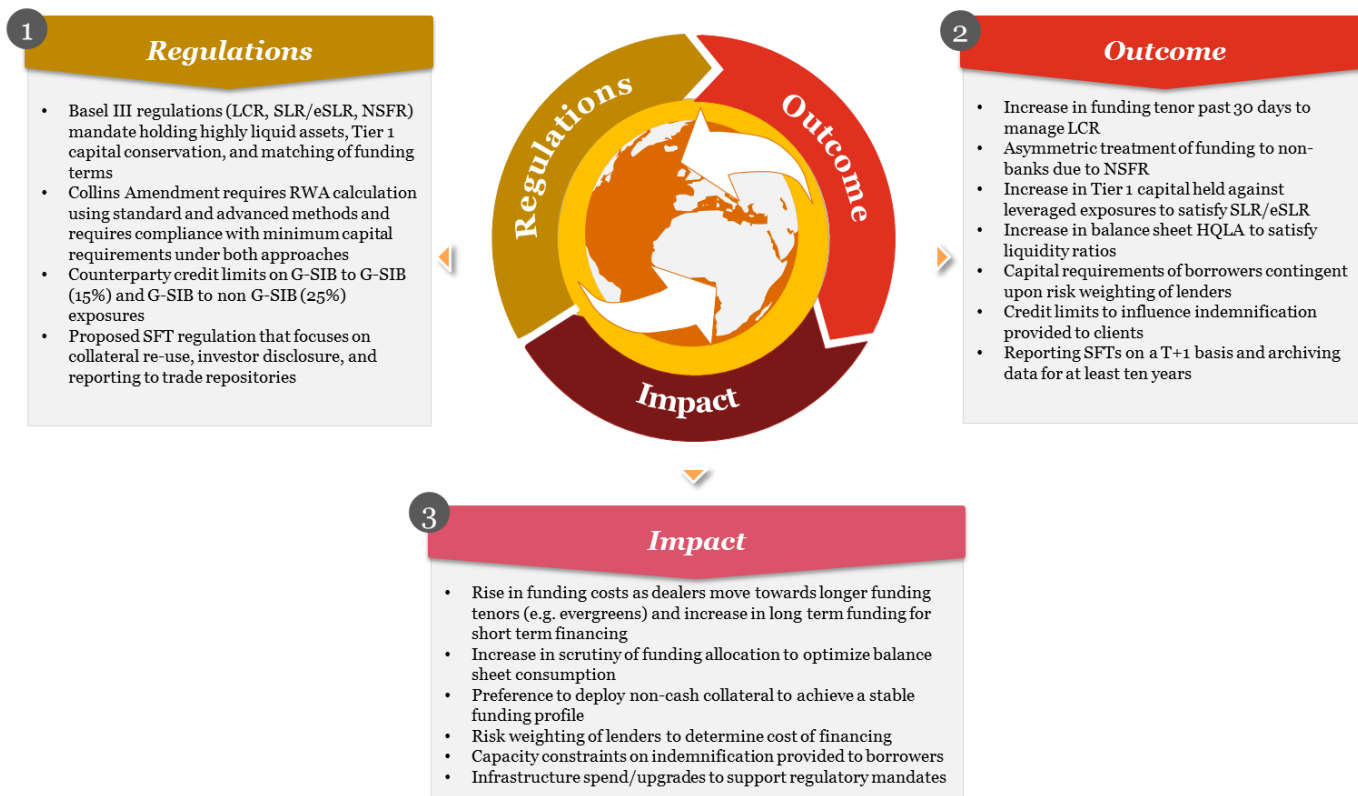 1
Regulations
• Basel III regulations (LCR, SLR/eSLR, NSFR)
mandate holding highly liquid assets, Tier 1
capital conservation, and matching of funding
terms
• Collins Amendment requires RWA calculation
using standard and advanced methods and
requires compliance with minimum capital
requirements under both approaches
• Counterparty credit limits on G-SIB to G-SIB
(15%) and G-SIB to non G-SIB (25%)
exposures
• Proposed SFT regulation that focuses on
collateral re-use, investor disclosure, and
reporting to trade repositories
Regulations
Outcome
Impact
2
Outcome
• Increase in funding tenor past 30 days to
manage LCR
• Asymmetric treatment of funding to non-
banks due to NSFR
• Increase in Tier 1 capital held against
leveraged exposures to satisfy SLR/eSLR
• Increase in balance sheet HQLA to satisfy
liquidity ratios
• Capital requirements of borrowers contingent
upon risk weighting of lenders
• Credit limits to influence indemnification
provided to clients
• Reporting SFTs on a T+1 basis and archiving
data for at least ten years
3
Impact
• Rise in funding costs as dealers move towards longer funding
tenors (e.g. evergreens) and increase in long term funding for
short term financing
• Increase in scrutiny of funding allocation to optimize balance
sheet consumption
• Preference to deploy non-cash collateral to achieve a stable
funding profile
• Risk weighting of lenders to determine cost of financing
• Capacity constraints on indemnification provided to borrowers
• Infrastructure spend/upgrades to support regulatory mandates